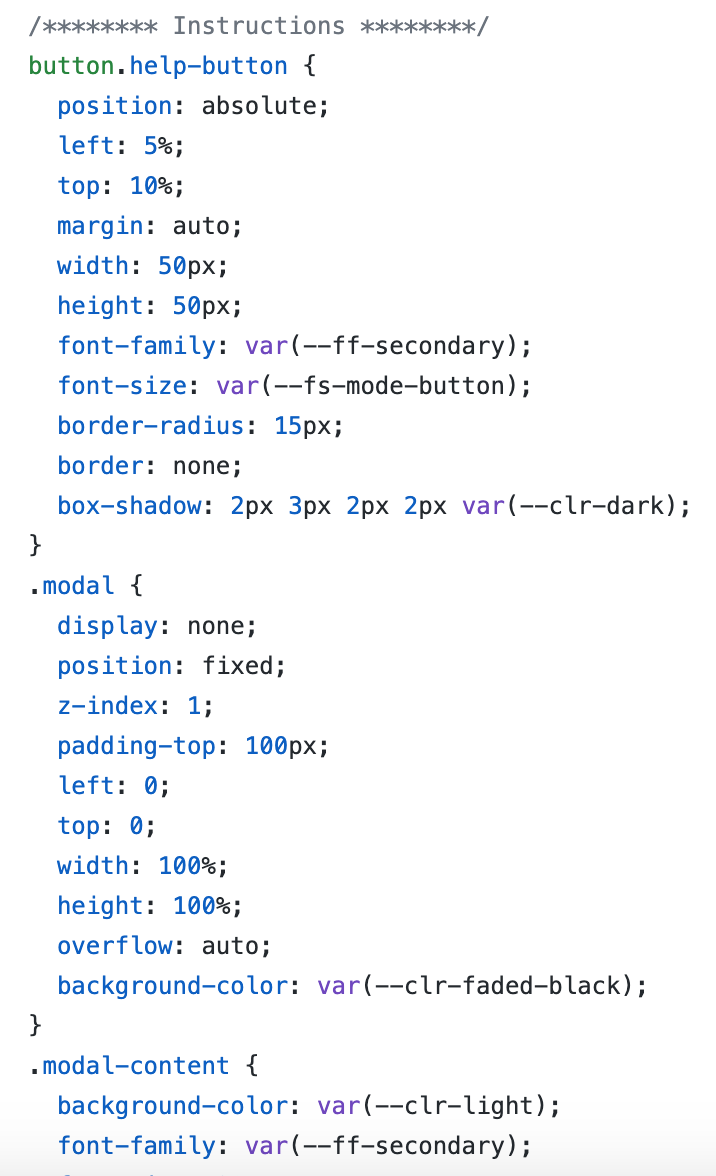 /******** Instructions ********/
button.help-button {
  position: absolute;
  left: 5%;
  top: 10%;
  margin: auto;
  width: 50px;
  height: 50px;
  font-family: var(--ff-secondary);
  font-size: var(--fs-mode-button);
  border-radius: 15px;
  border: none;
  box-shadow: 2px 3px 2px 2px var(--clr-dark);
}
.modal {
  display: none;
  position: fixed;
  z-index: 1;
  padding-top: 100px;
  left: 0;
  top: 0;
  width: 100%;
  height: 100%;
  overflow: auto;
  background-color: var(--clr-faded-black);
}
.modal-content {
  background-color: var(--clr-light);
  font-family: var(--ff-secondary);